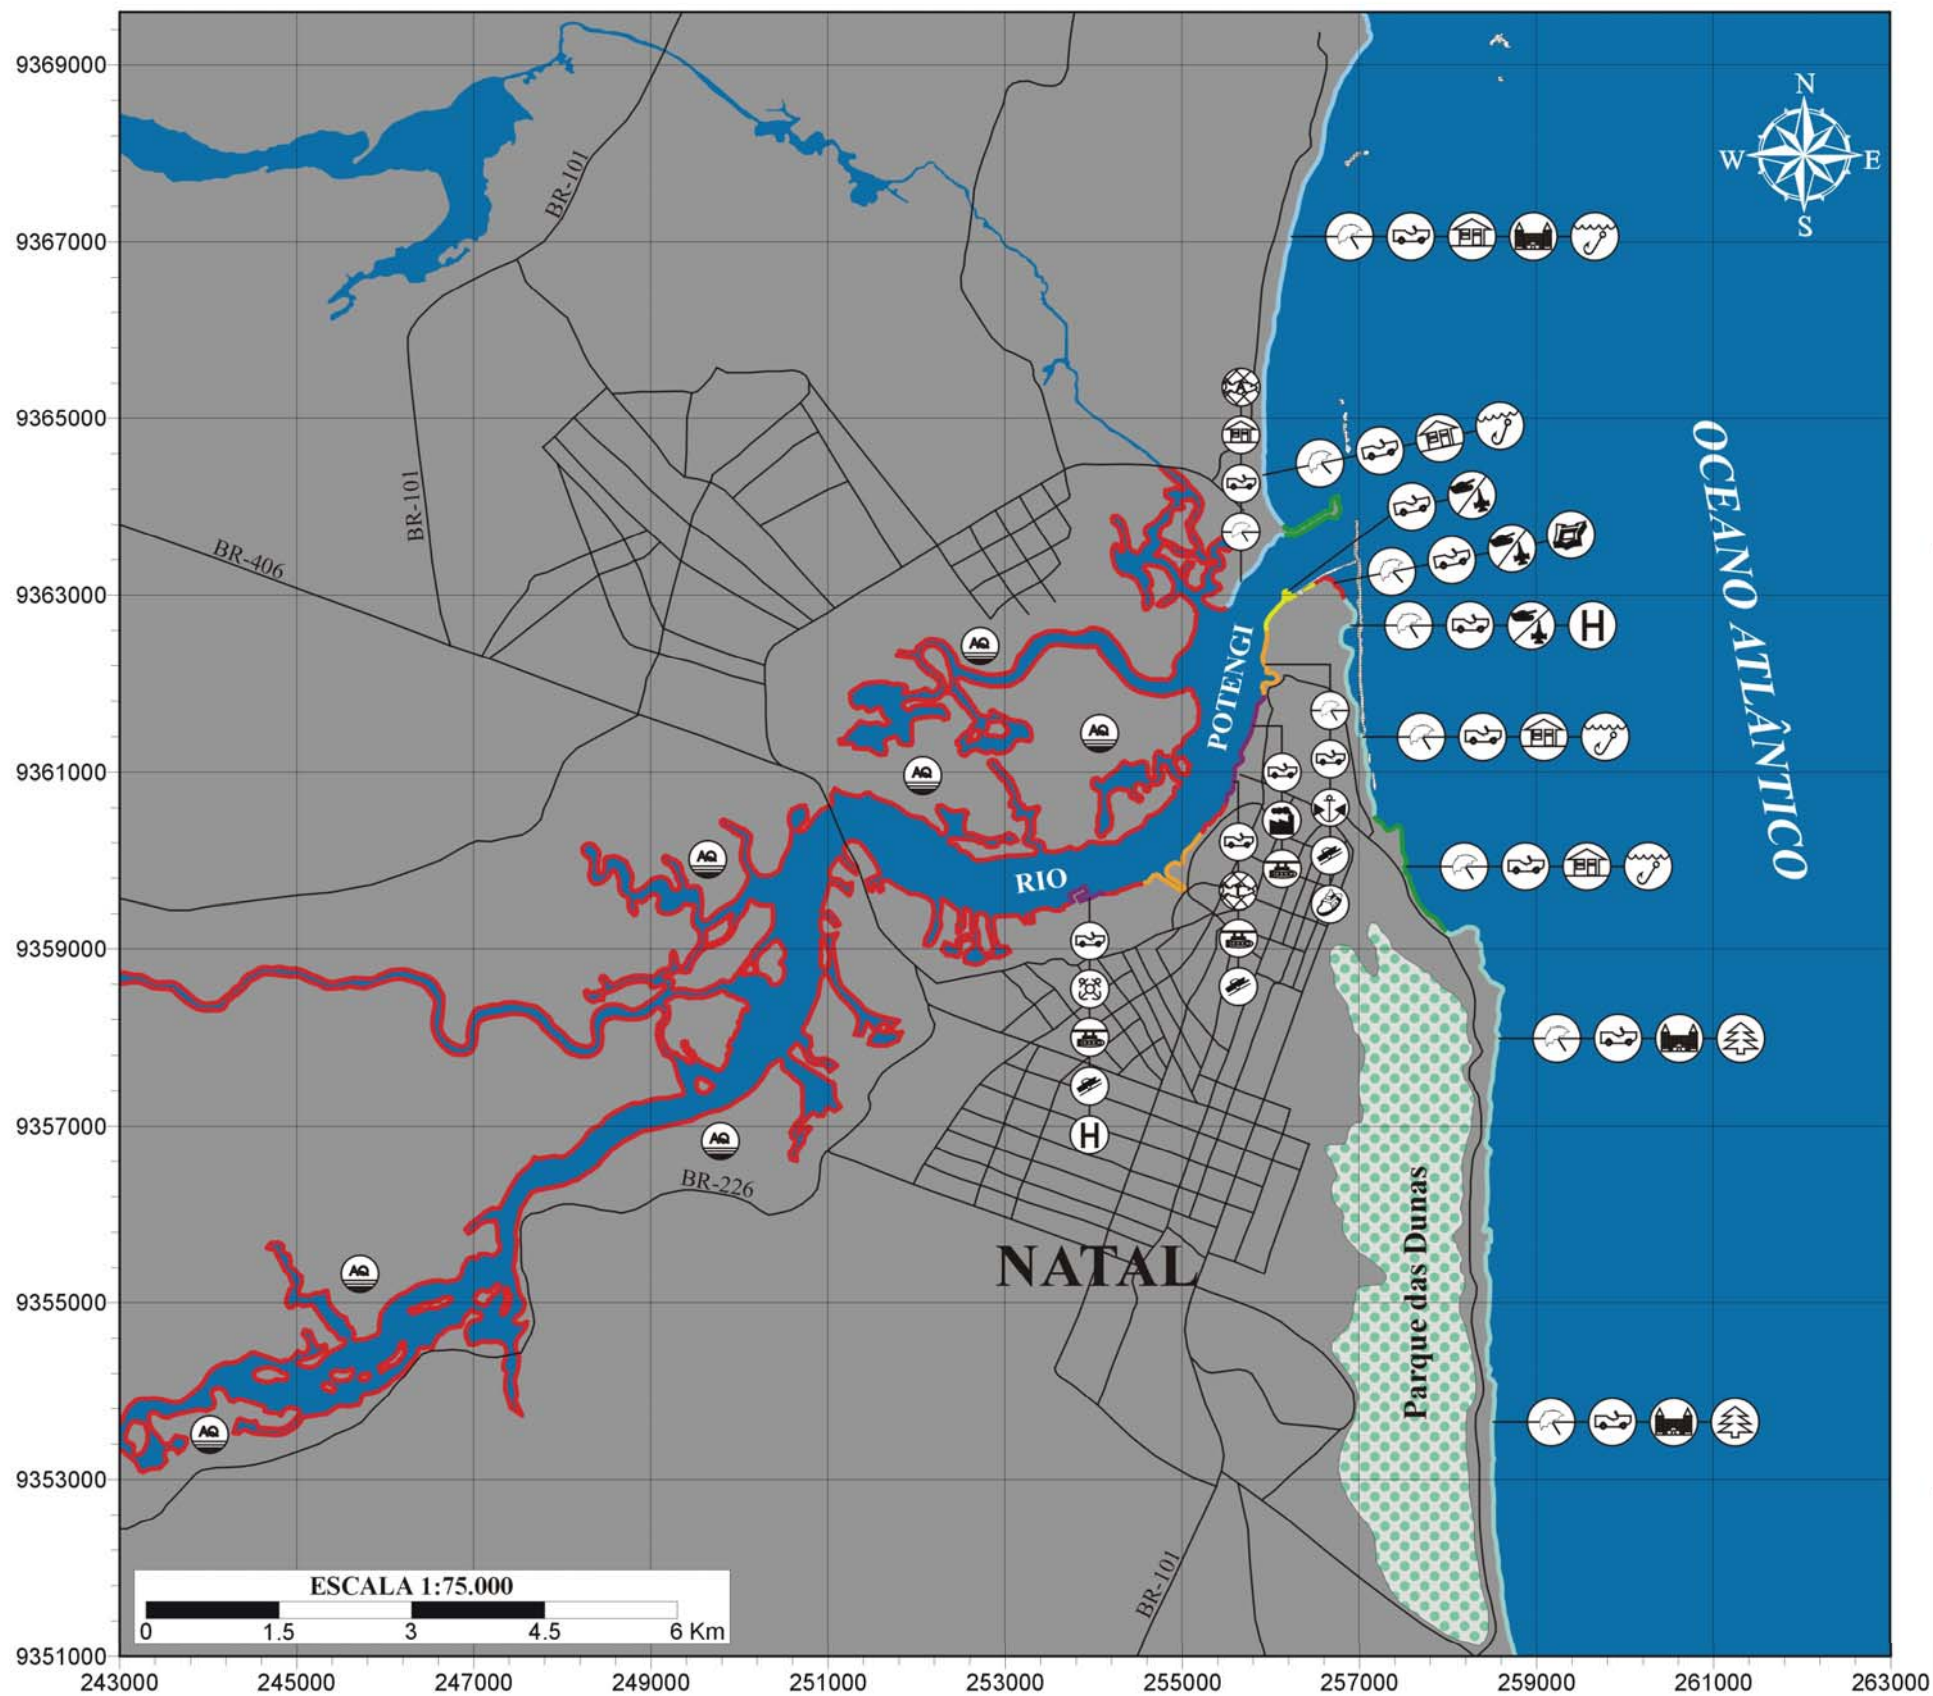 9369000
N
W E
S
BR-101
9367000
9365000
A
OCEANO ATLÂNTICO
BR-101
BR-406
9363000
H
AQ
POTENGI
AQ
AQ
9361000
AQ
RIO
T
9359000
9357000
AQ
H
BR-226
Parque das Dunas
NATAL
AQ
9355000
AQ
9353000
BR-101
ESCALA 1:75.000
0 1.5 3 4.5 6 Km
9351000
243000 245000 247000 249000 251000 253000 255000 257000 259000 261000 263000